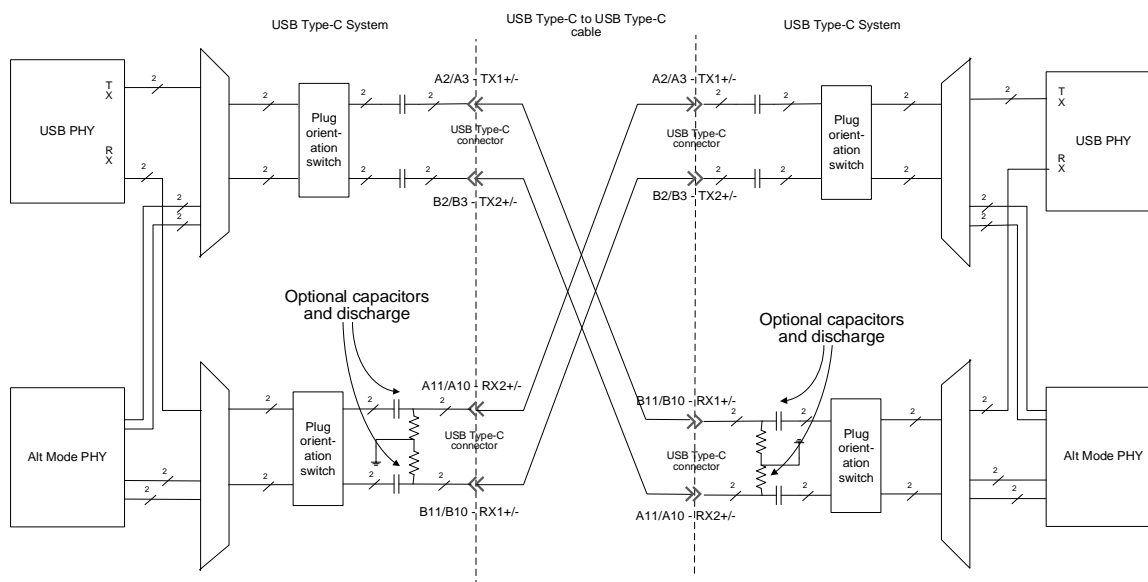 USB Type-C System
USB Type-C to USB Type-C
cable
USB Type-C System
USB PHY
T
X
R
X
2
2
2
2
2
2
Plug
orient-
ation
switch
2
2
2
2
A2/A3 - TX1+/-
USB Type-C
connector
B2/B3 - TX2+/-
A2/A3 - TX1+/-
USB Type-C
connector
B2/B3 - TX2+/-
2
2
2
2
Plug
orient-
ation
switch
2
2
2
2
2
2
T
X
R
X
USB PHY
Optional capacitors
and discharge
Alt Mode PHY
2
2
2
2
Plug
orient-
ation
switch
2
2
2
2
A11/A10 - RX2+/-
USB Type-C
connector
B11/B10 - RX1+/-
Optional capacitors
and discharge
B11/B10 - RX1+/-
USB Type-C
connector
A11/A10 - RX2+/-
2
2
2
2
Plug
orient-
ation
switch
2
2
2
2
Alt Mode PHY